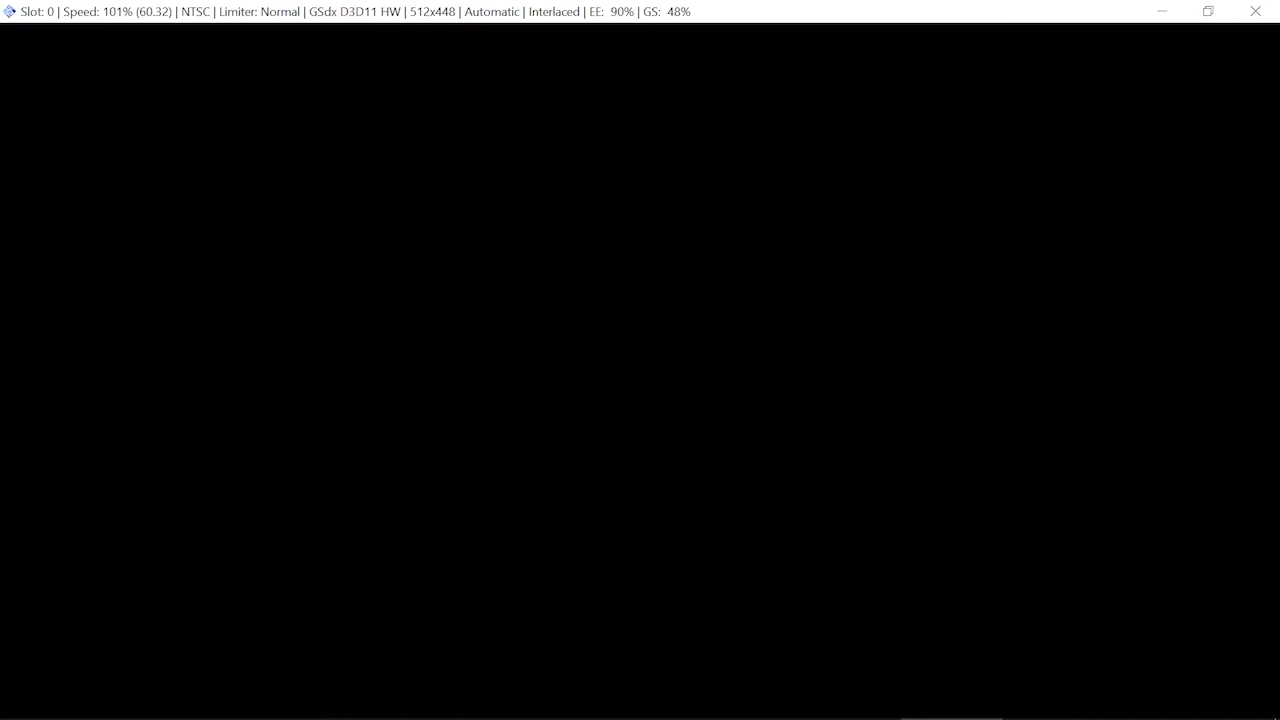 Slot: 0 | Speed: 101% (60.32) | NTSC | Limiter: Normal | GSdx D3D11 HW | 512x448 | Automatic | Interlaced | EE: 90% | GS: 48%